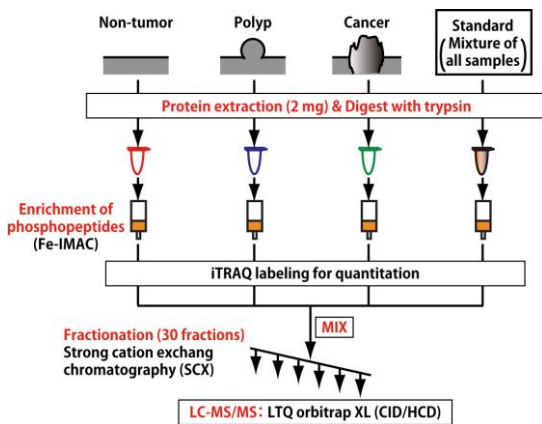 Non-tumor
Polyp
Cancer
Standard
(Mixture of
all samples)
Protein extraction (2 mg) & Digest with trypsin
Enrichment of
phosphopeptides
(Fe-IMAC)
iTRAQ labeling for quantitation
MIX
Fractionation (30 fractions)
Strong cation exchang
chromatography (SCX)
LC-MS/MS: LTQ orbitrap XL (CID/HCD)